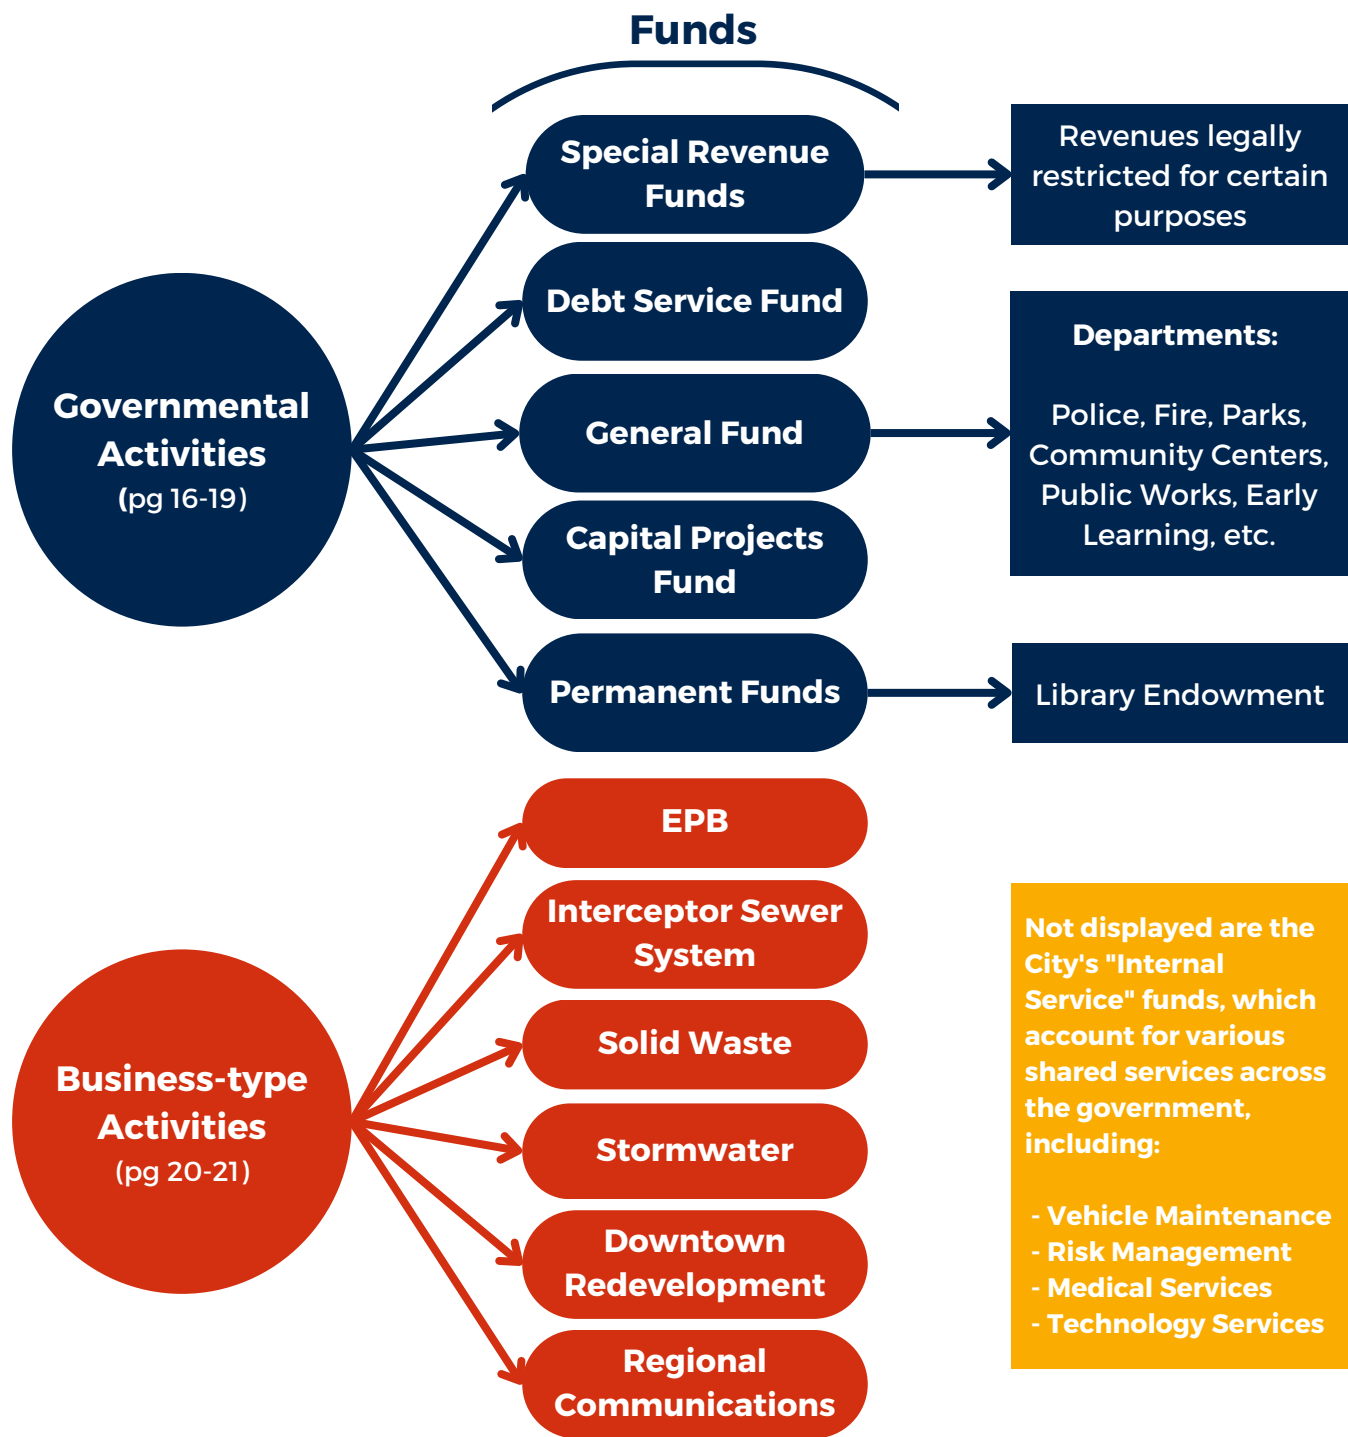 Funds
Special Revenue
Funds
Revenues legally
restricted for certain
purposes
Debt Service Fund
Governmental
Activities
(pg 16-19)
General Fund
Departments:
Police, Fire, Parks,
Community Centers,
Public Works, Early
Learning, etc.
Capital Projects
Fund
Permanent Funds
Library Endowment
Business-type
Activities
(pg 20-21)
EPB
Interceptor Sewer
System
Solid Waste
Stormwater
Downtown
Redevelopment
Regional
Communications
Not displayed are the
City's "Internal
Service" funds, which
account for various
shared services across
the government,
including:
- Vehicle Maintenance
- Risk Management
- Medical Services
- Technology Services